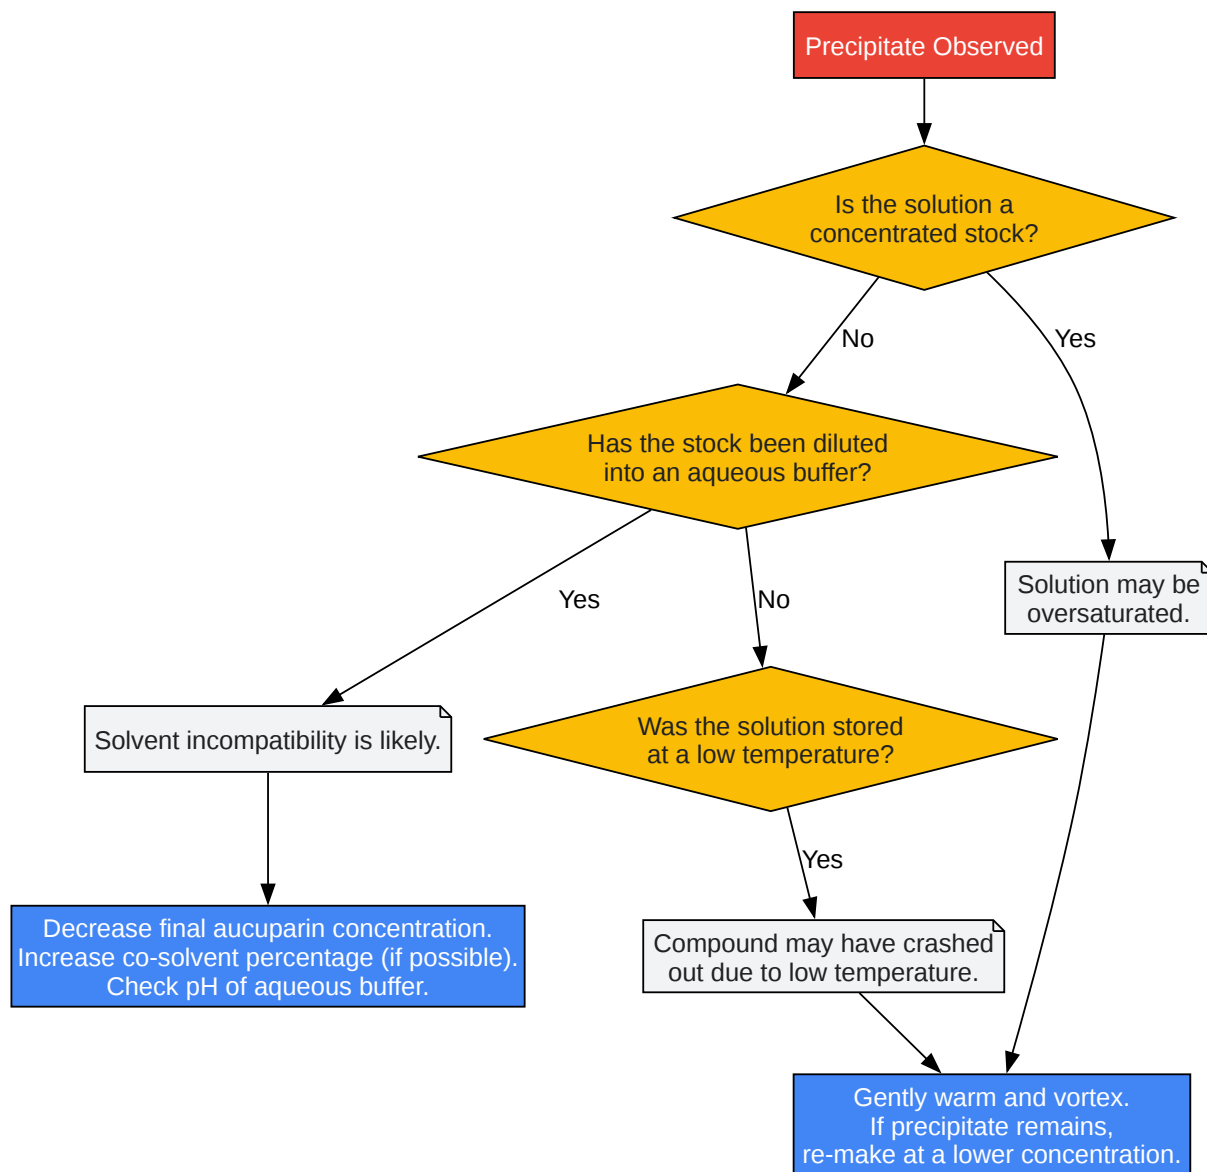 Precipitate Observed
Is the solution a
concentrated stock?
No
Yes
Has the stock been diluted
into an aqueous buffer?
Yes
No
Solution may be
oversaturated.
Solvent incompatibility is likely.
Was the solution stored
at a low temperature?
Yes
Decrease final aucuparin concentration.
Increase co-solvent percentage (if possible).
Check pH of aqueous buffer.
Compound may have crashed
out due to low temperature.
Gently warm and vortex.
If precipitate remains,
re-make at a lower concentration.